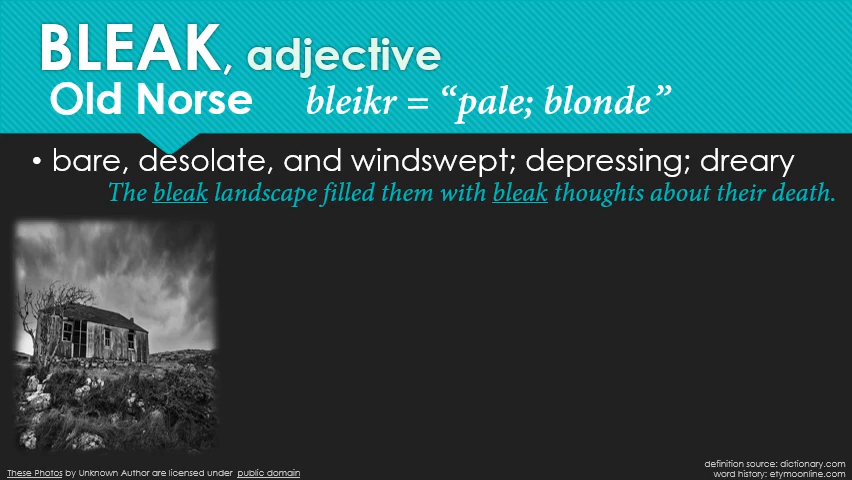 BLEAK, adjective
Old Norse bleikr = “pale; blonde”
• bare, desolate, and windswept; depressing; dreary
The bleak landscape filled them with bleak thoughts about their death.
These Photos by Unknown Author are licensed under public domain
definition source: dictionary.com
word history: etymoonline.com